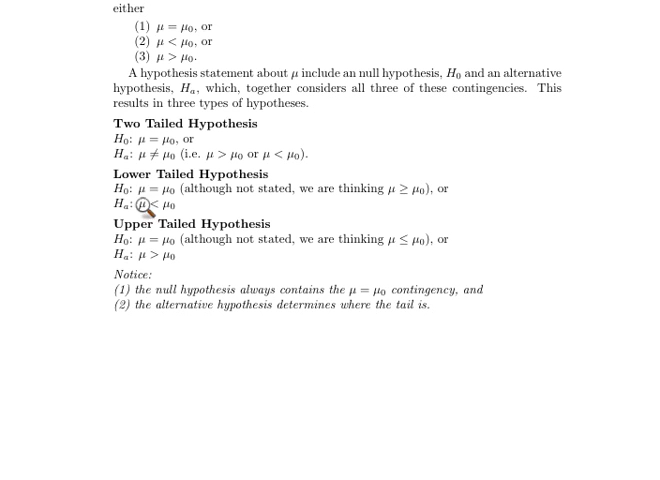 either
(1) μ = μ₀, or
(2) μ < μ₀, or
(3) μ > μ₀.
A hypothesis statement about μ include an null hypothesis, H₀ and an alternative
hypothesis, Hₐ, which, together considers all three of these contingencies. This
results in three types of hypotheses.
Two Tailed Hypothesis
H₀: μ = μ₀, or
Hₐ: μ ≠ μ₀ (i.e. μ > μ₀ or μ < μ₀).
Lower Tailed Hypothesis
H₀: μ = μ₀ (although not stated, we are thinking μ ≥ μ₀), or
Hₐ: μ < μ₀
Upper Tailed Hypothesis
H₀: μ = μ₀ (although not stated, we are thinking μ ≤ μ₀), or
Hₐ: μ > μ₀
Notice:
(1) the null hypothesis always contains the μ = μ₀ contingency, and
(2) the alternative hypothesis determines where the tail is.